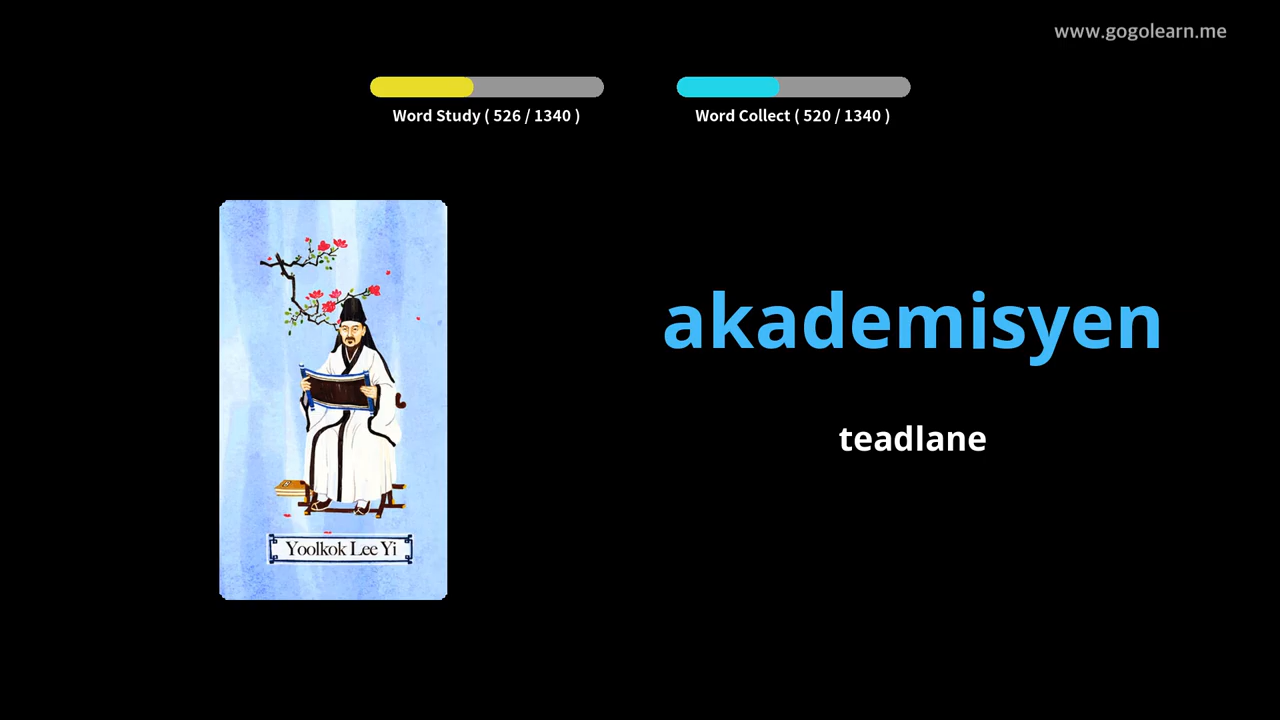 www.gogolearn.me
Word Study ( 526 / 1340 )
Word Collect ( 520 / 1340 )
akademisyen
teadlane
Yoolkok Lee Yi